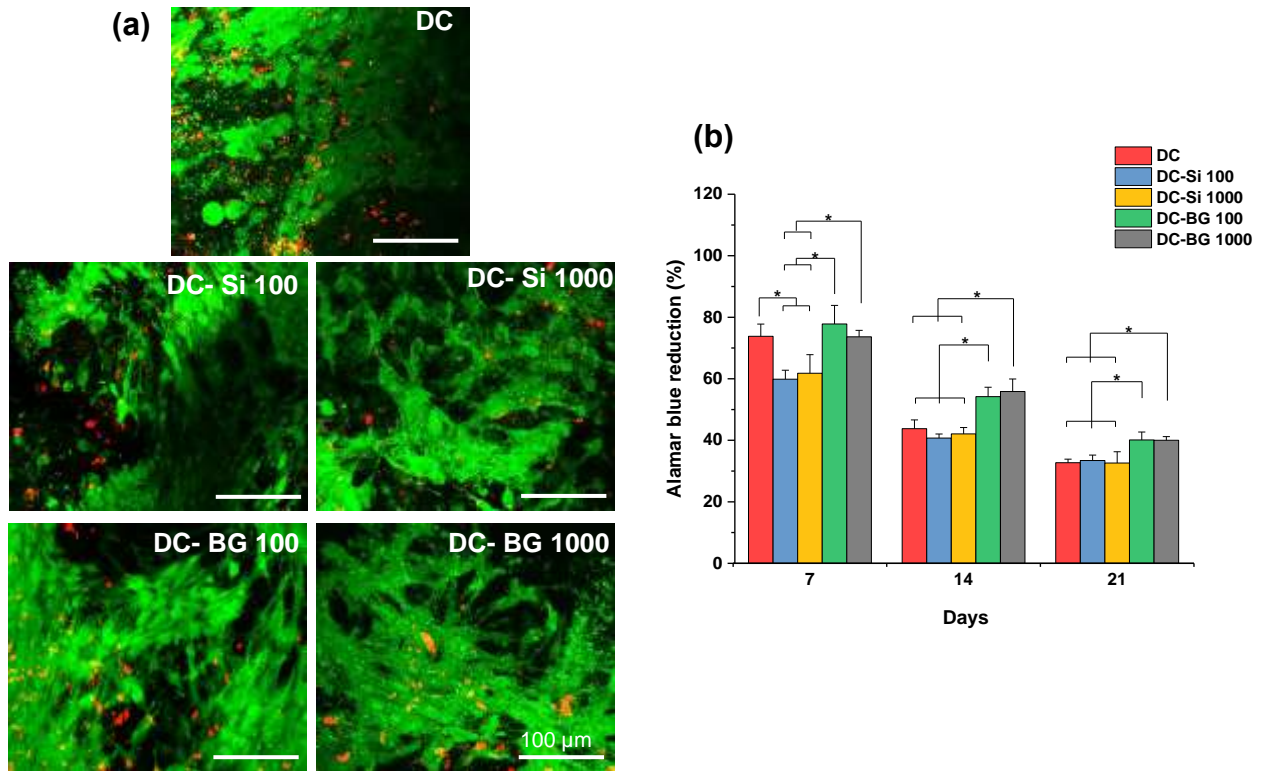 (a)
DC
DC- Si 100
DC- Si 1000
DC- BG 100
DC- BG 1000
100 µm
(b)
DC
DC-Si 100
DC-Si 1000
DC-BG 100
DC-BG 1000
Alamar blue reduction (%)
120
100
80
60
40
20
0
*
*
*
*
*
*
*
7 14 21
Days